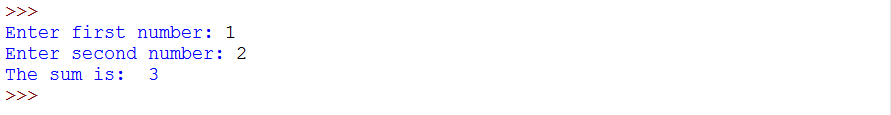 >>>
Enter first number: 1
Enter second number: 2
The sum is:  3
>>>